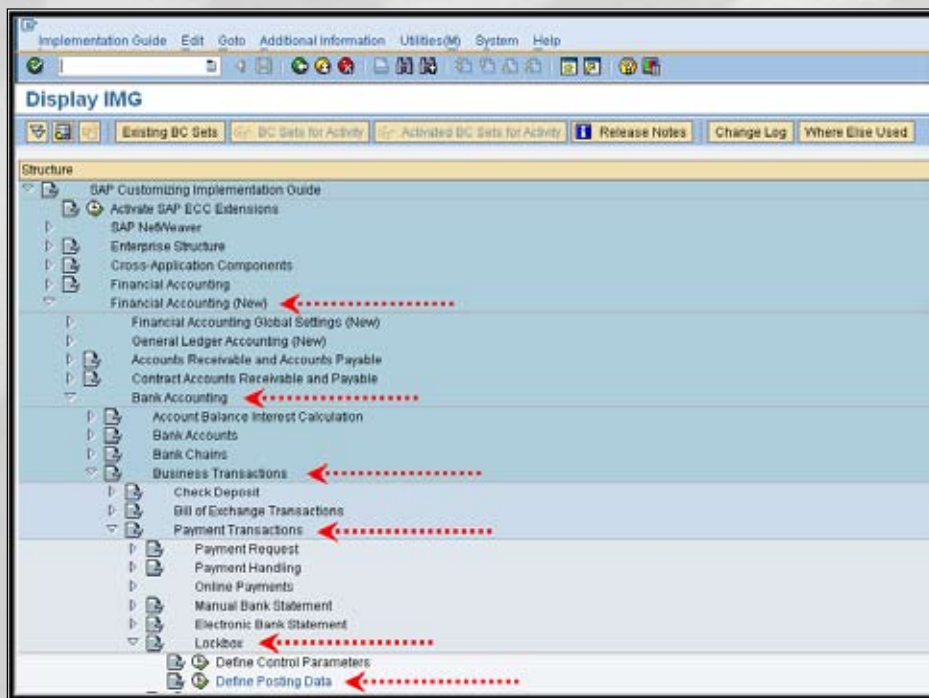 Implementation Guide Edit Goto Additional Information Utilities(M) System Help
Display IMG
Existing BC Sets BC Sets for Activity Activated BC Sets for Activity Release Notes Change Log Where Else Used
Structure
SAP Customizing Implementation Guide
Activate SAP ECC Extensions
SAP NetWeaver
Enterprise Structure
Cross-Application Components
Financial Accounting
Financial Accounting (New)
Financial Accounting Global Settings (New)
General Ledger Accounting (New)
Accounts Receivable and Accounts Payable
Contract Accounts Receivable and Payable
Bank Accounting
Account Balance Interest Calculation
Bank Accounts
Bank Chains
Business Transactions
Check Deposit
Bill of Exchange Transactions
Payment Transactions
Payment Request
Payment Handling
Online Payments
Manual Bank Statement
Electronic Bank Statement
Lockbox
Define Control Parameters
Define Posting Data